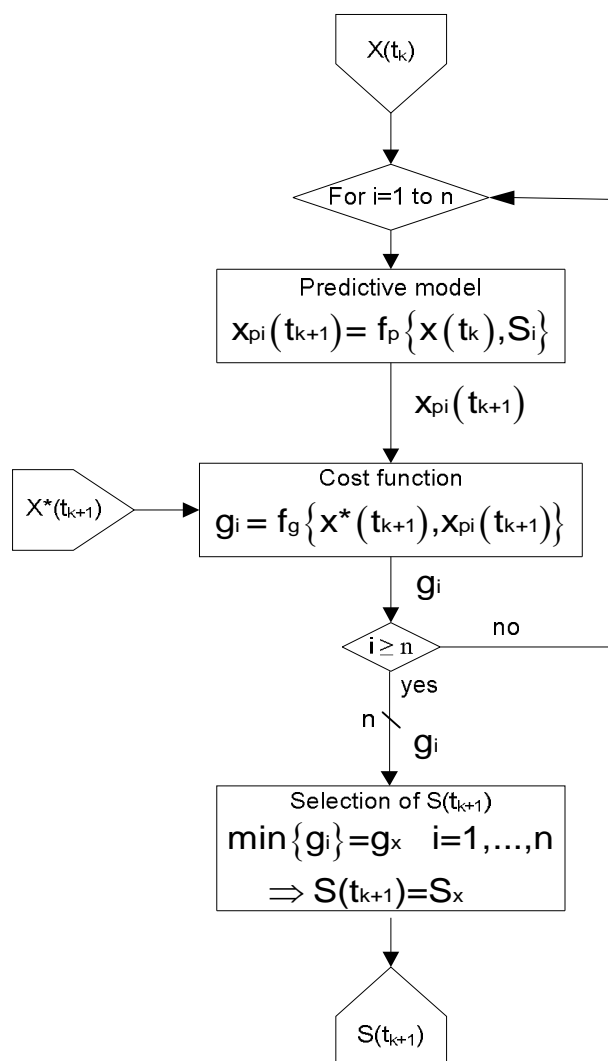 X(tₖ)
For i=1 to n
Predictive model
xₚᵢ(tₖ₊₁)= fₚ{x(tₖ),Sᵢ}
xₚᵢ(tₖ₊₁)
Cost function
X*(tₖ₊₁)
gᵢ = f_g{x*(tₖ₊₁),xₚᵢ(tₖ₊₁)}
gᵢ
i ≥ n
no
yes
n
gᵢ
Selection of S(tₖ₊₁)
min{gᵢ}=gₓ i=1,...,n
⇒ S(tₖ₊₁)=Sₓ
S(tₖ₊₁)